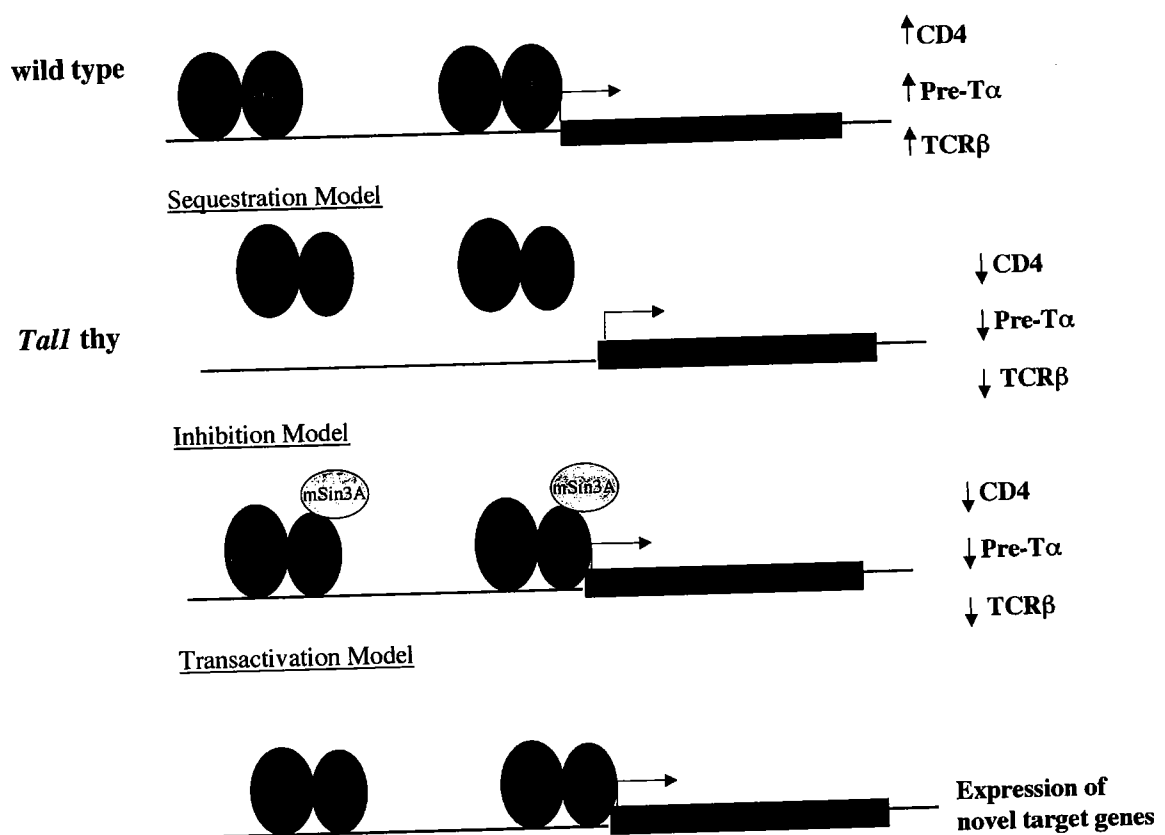 wild type
↑ CD4
↑ Pre-Tα
↑ TCRβ
Sequestration Model
Tal1 thy
↓ CD4
↓ Pre-Tα
↓ TCRβ
Inhibition Model
mSin3A
mSin3A
↓ CD4
↓ Pre-Tα
↓ TCRβ
Transactivation Model
Expression of
novel target genes